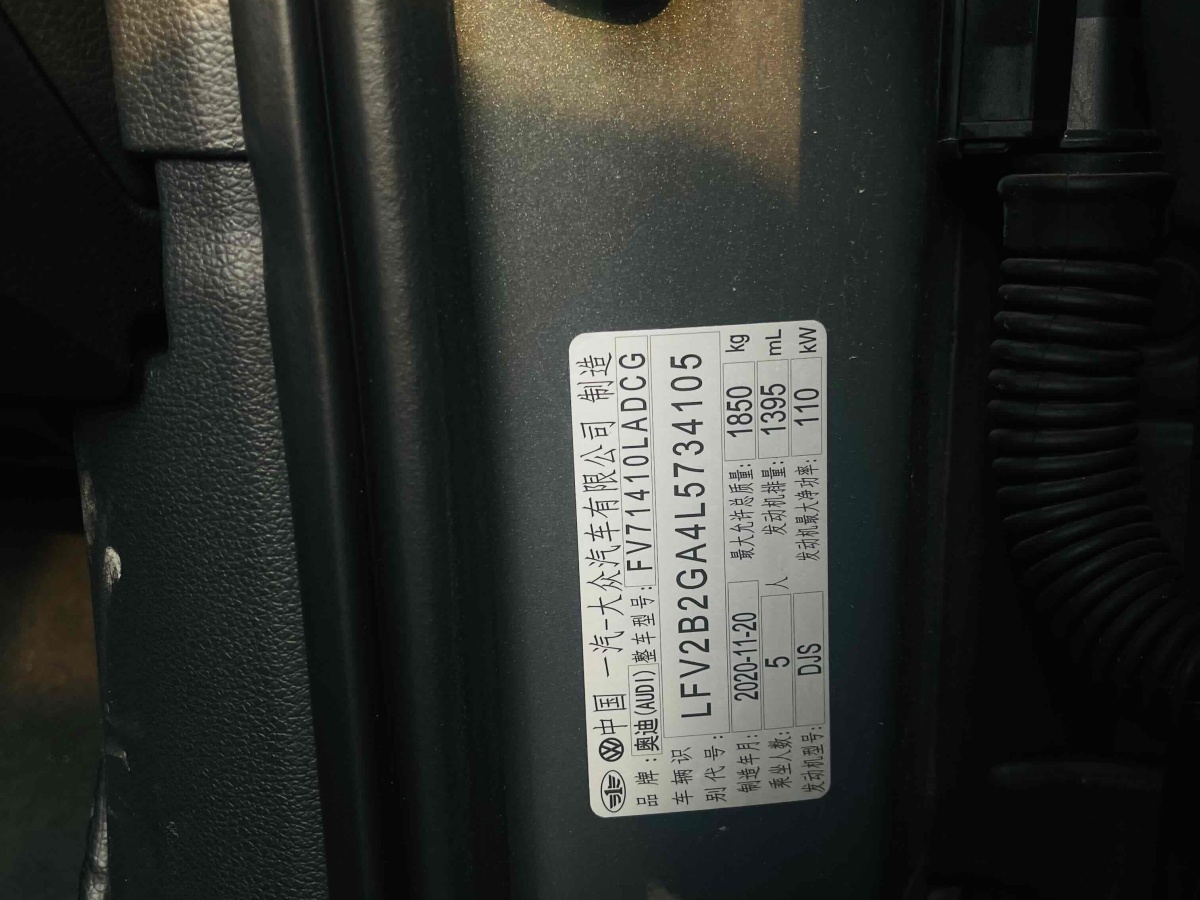 中国 一汽-大众汽车有限公司 制造
品牌: 奥迪(AUDI) 整车型号: FV71410LADCG
车辆识别代号: LFV2B2GA4L5734105
制造年月: 2020-11-20 最大允许总质量: 1850 kg
乘坐人数: 5 人 发动机排量: 1395 mL
发动机型号: DJS 发动机最大净功率: 110 kW